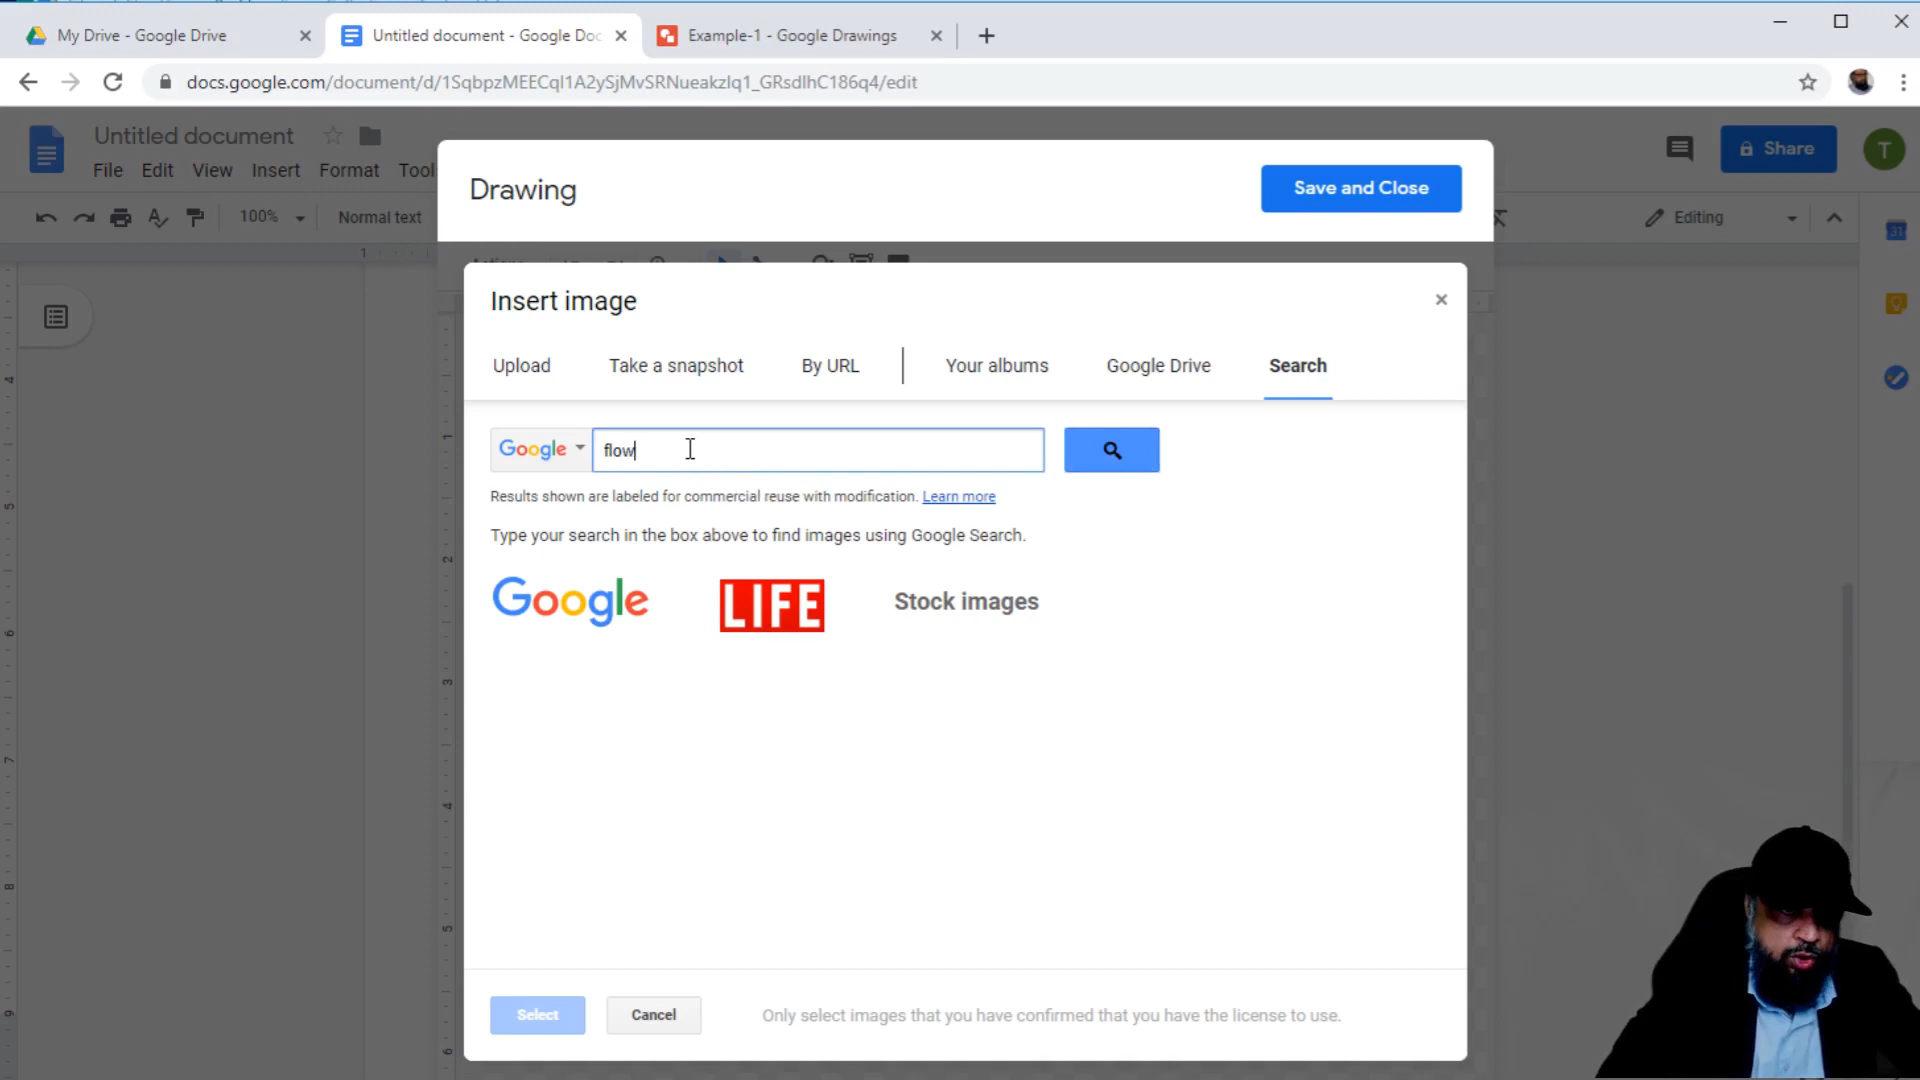 My Drive - Google Drive
Untitled document - Google Doc
Example-1 - Google Drawings
docs.google.com/document/d/1SqbpzMEECql1A2ySjMvSRNueakzlq1_GRsdlhC186q4/edit
Untitled document
Share
T
File Edit View Insert Format Tools
Drawing
Save and Close
100%
Normal text
Editing
31
Insert image
Upload
Take a snapshot
By URL
Your albums
Google Drive
Search
Google
flow
Results shown are labeled for commercial reuse with modification. Learn more
Type your search in the box above to find images using Google Search.
Google
LIFE
Stock images
Select
Cancel
Only select images that you have confirmed that you have the license to use.